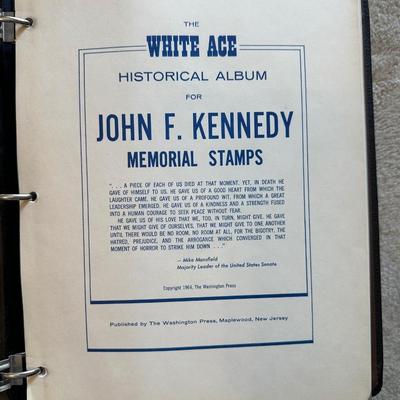 THE
WHITE ACE
HISTORICAL ALBUM
FOR
JOHN F. KENNEDY
MEMORIAL STAMPS
". . . A PIECE OF EACH OF US DIED AT THAT MOMENT. YET, IN DEATH HE
GAVE OF HIMSELF TO US. HE GAVE US OF A GOOD HEART FROM WHICH THE
LAUGHTER CAME. HE GAVE US OF A PROFOUND WIT, FROM WHICH A GREAT
LEADERSHIP EMERGED. HE GAVE US OF A KINDNESS AND A STRENGTH FUSED
INTO A HUMAN COURAGE TO SEEK PEACE WITHOUT FEAR.
HE GAVE US OF HIS LOVE THAT WE, TOO, IN TURN, MIGHT GIVE. HE GAVE
THAT WE MIGHT GIVE OF OURSELVES, THAT WE MIGHT GIVE TO ONE ANOTHER
UNTIL THERE WOULD BE NO ROOM, NO ROOM AT ALL, FOR THE BIGOTRY, THE
HATRED, PREJUDICE, AND THE ARROGANCE WHICH CONVERGED IN THAT
MOMENT OF HORROR TO STRIKE HIM DOWN . . ."
— Mike Mansfield
Majority Leader of the United States Senate
Copyright 1964, The Washington Press
Published by The Washington Press, Maplewood, New Jersey